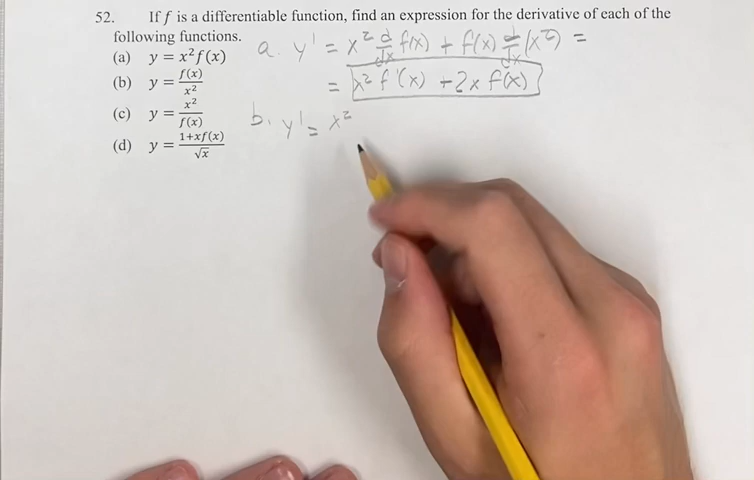 52. If f is a differentiable function, find an expression for the derivative of each of the
following functions.
(a) y = x² f(x)
(b) y = f(x)/x²
(c) y = x²/f(x)
(d) y = 1+xf(x)/√x
a. y' = x² d/dx f(x) + f(x) d/dx (x²) =
= x² f'(x) + 2x f(x)
b. y' = x²